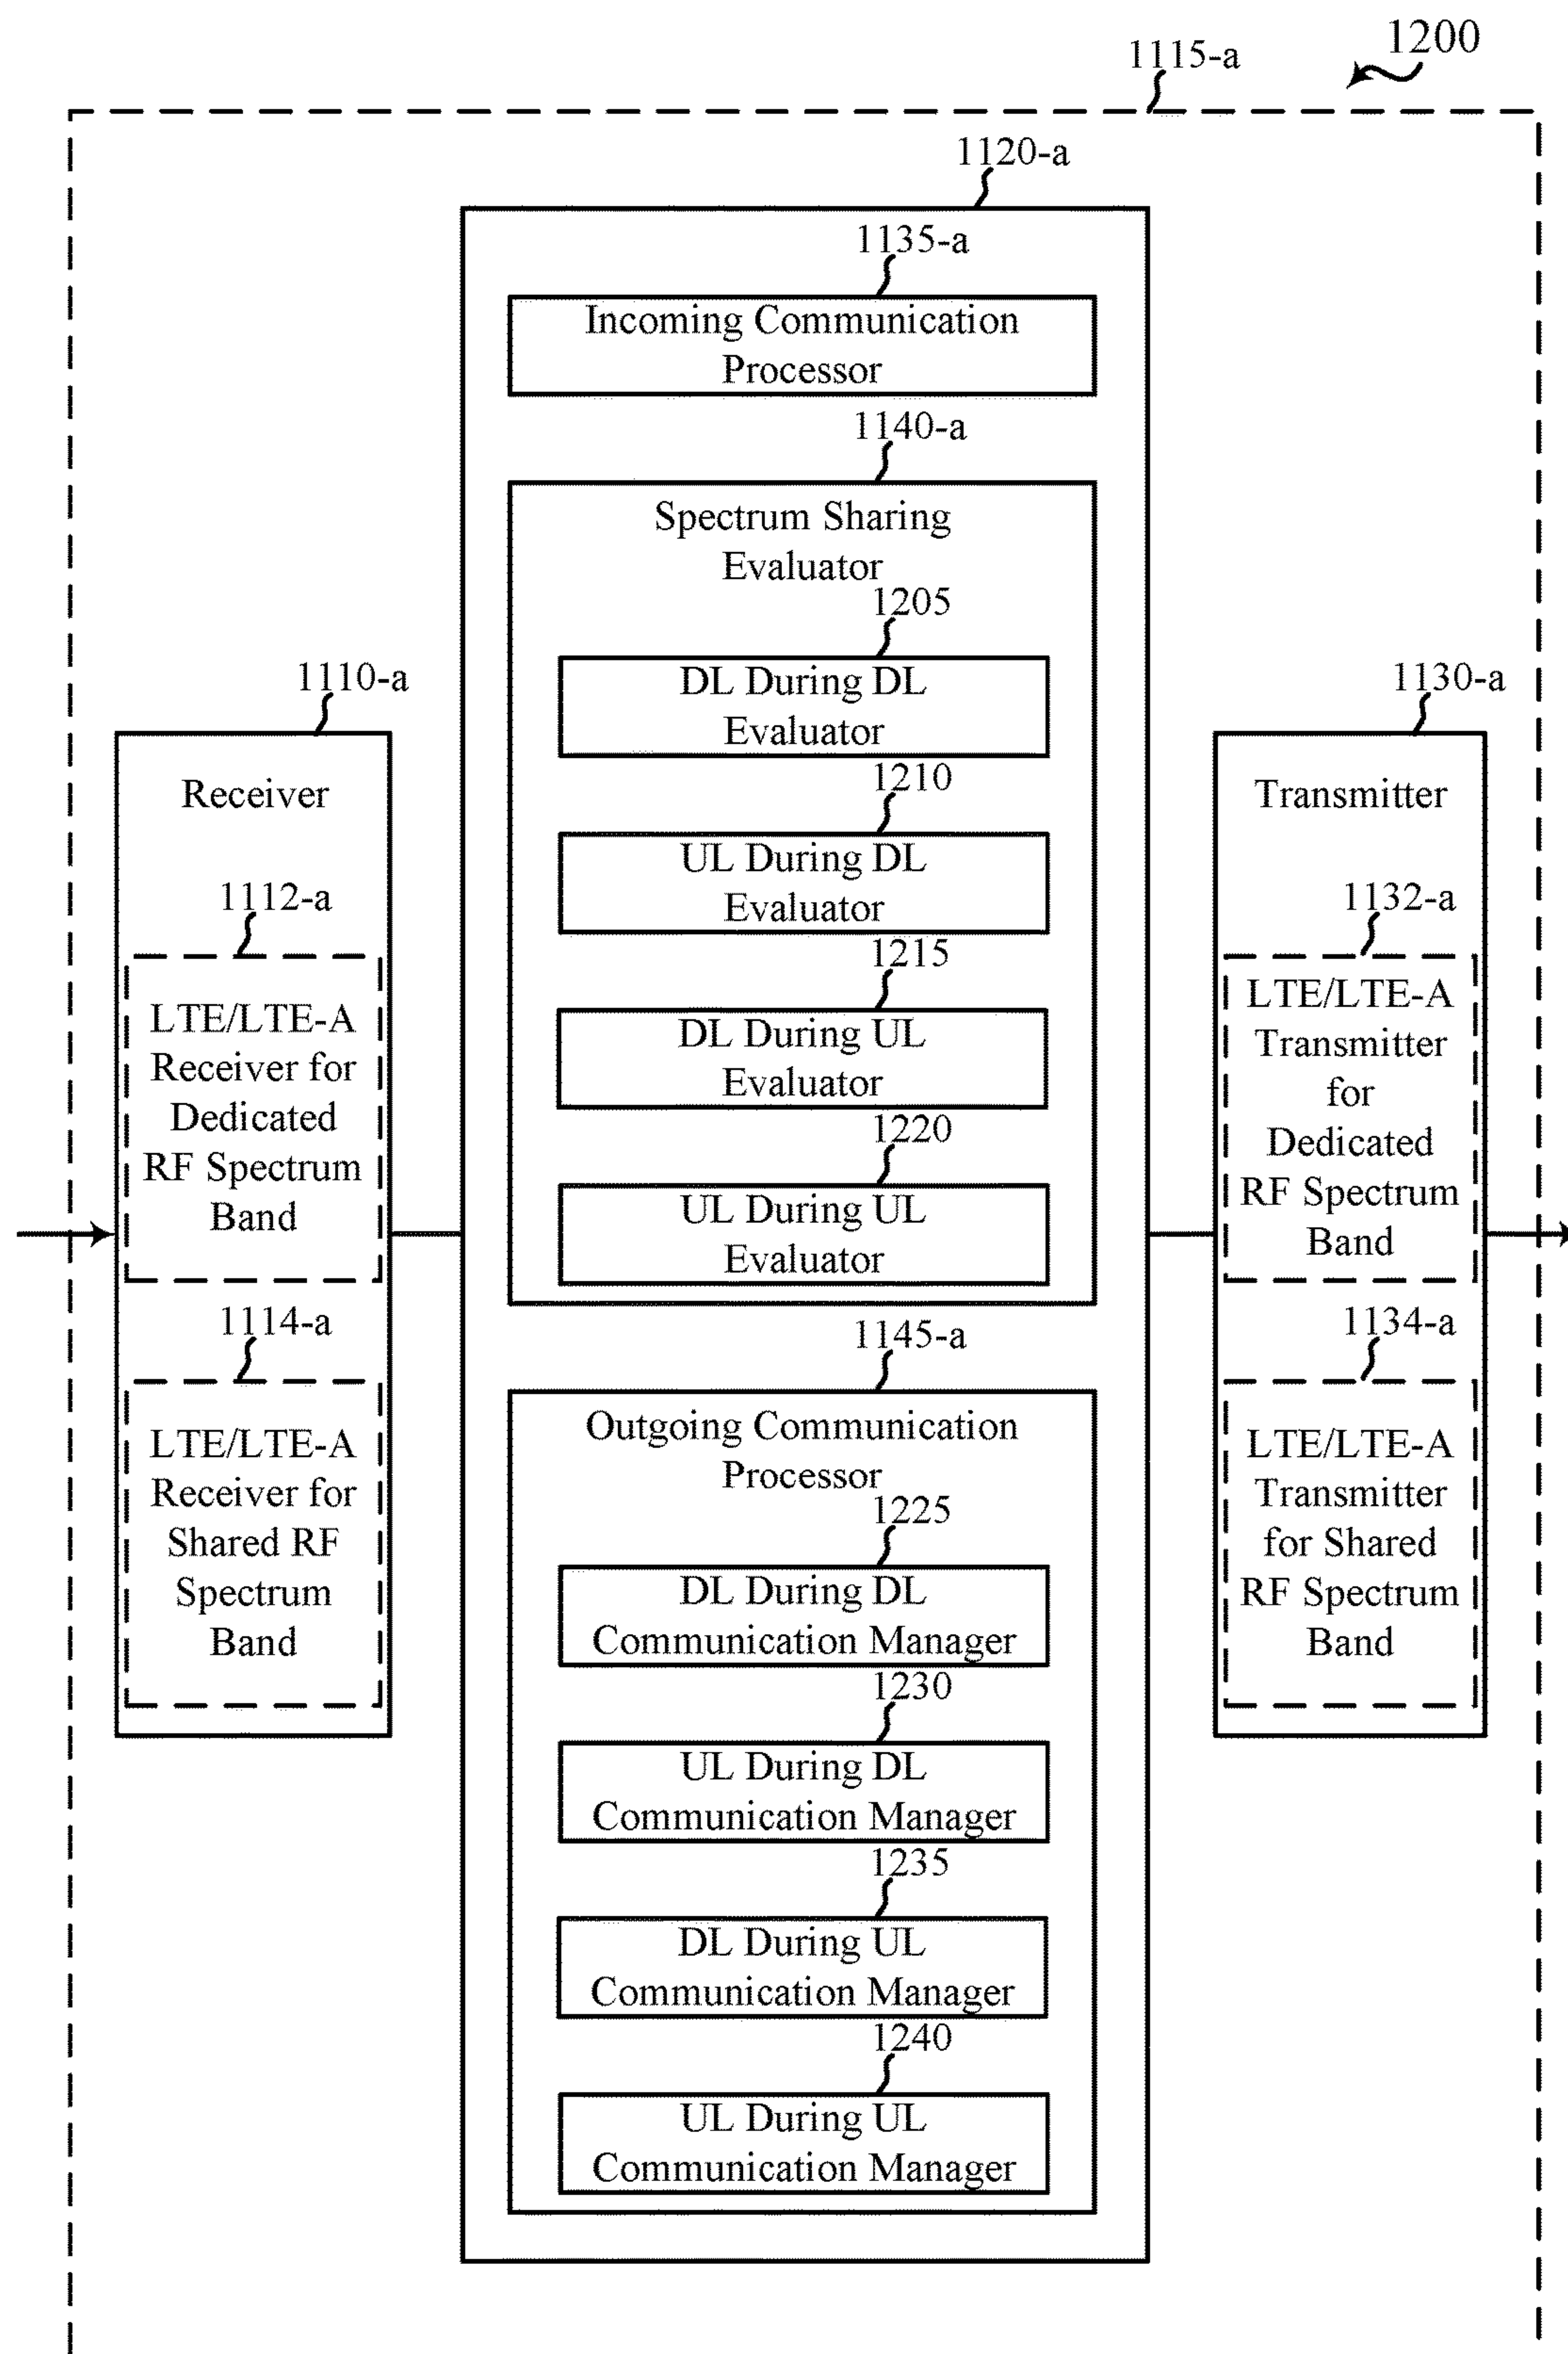 1200
1115-a
1120-a
1135-a
Incoming Communication
Processor
1140-a
Spectrum Sharing
Evaluator
1205
DL During DL
Evaluator
1210
UL During DL
Evaluator
1215
DL During UL
Evaluator
1220
UL During UL
Evaluator
1145-a
Outgoing Communication
Processor
1225
DL During DL
Communication Manager
1230
UL During DL
Communication Manager
1235
DL During UL
Communication Manager
1240
UL During UL
Communication Manager
1110-a
Receiver
1112-a
LTE/LTE-A
Receiver for
Dedicated
RF Spectrum
Band
1114-a
LTE/LTE-A
Receiver for
Shared RF
Spectrum
Band
1130-a
Transmitter
1132-a
LTE/LTE-A
Transmitter
for
Dedicated
RF Spectrum
Band
1134-a
LTE/LTE-A
Transmitter
for Shared
RF Spectrum
Band